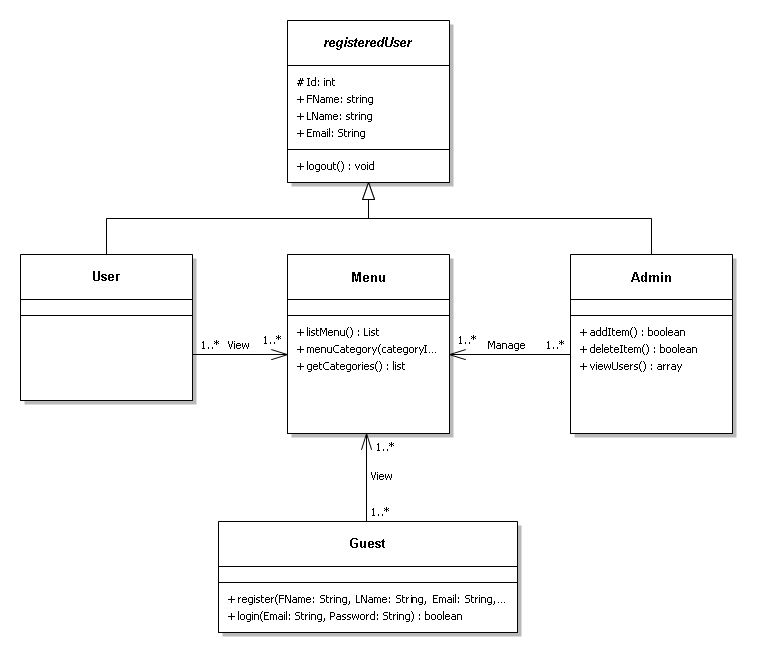 registeredUser
# Id: int
+ FName: string
+ LName: string
+ Email: String
+ logout() : void
User
Menu
+ listMenu() : List
+ menuCategory(categoryI...
+ getCategories() : list
Admin
+ addItem() : boolean
+ deleteItem() : boolean
+ viewUsers() : array
1..* View 1..*
1..* Manage 1..*
1..*
View
1..*
Guest
+ register(FName: String, LName: String, Email: String,...
+ login(Email: String, Password: String) : boolean